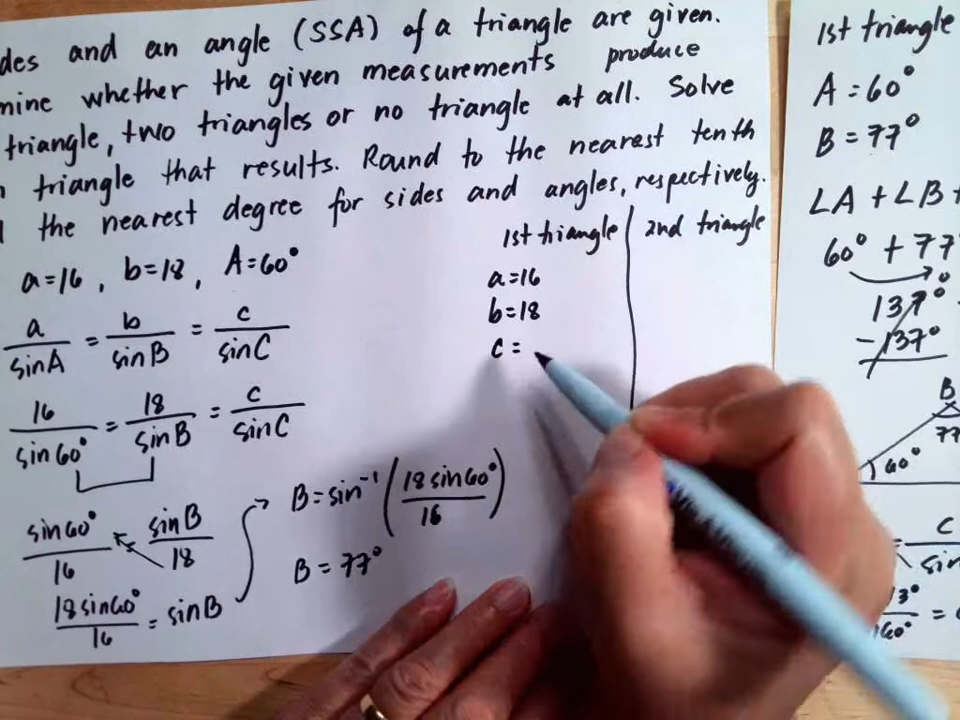 des and an angle (SSA) of a triangle are given.
mine whether the given measurements produce
triangle, two triangles or no triangle at all. Solve
triangle that results. Round to the nearest tenth
the nearest degree for sides and angles, respectively.
a=16, b=18, A=60°
a/sinA = b/sinB = c/sinC
16/sin60° = 18/sinB = c/sinC
sin60°/16 = sinB/18
18sin60°/16 = sinB
B = sin⁻¹(18sin60°/16)
B = 77°
1st triangle
a=16
b=18
c =
2nd triangle
1st triangle
A = 60°
B = 77°
∠A + ∠B +
60° + 77°
137°
-137°
B
77
60°